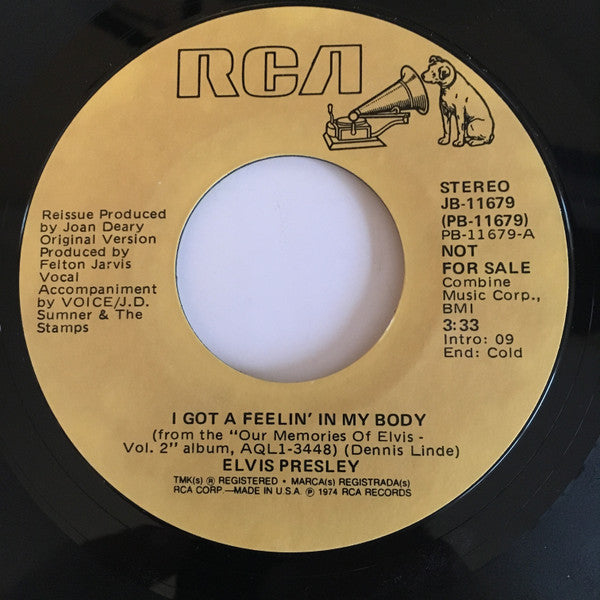 RCA
Reissue Produced
by Joan Deary
Original Version
Produced by
Felton Jarvis
Vocal
Accompaniment
by VOICE/J.D.
Sumner & The
Stamps
STEREO
JB-11679
(PB-11679)
PB-11679-A
NOT
FOR SALE
Combine
Music Corp.,
BMI
3:33
Intro: 09
End: Cold
I GOT A FEELIN' IN MY BODY
(from the "Our Memories Of Elvis -
Vol. 2" album, AQL1-3448) (Dennis Linde)
ELVIS PRESLEY
TMK(s) ® REGISTERED • MARCA(s) REGISTRADA(s)
RCA CORP.—MADE IN U.S.A. ℗ 1974 RCA RECORDS